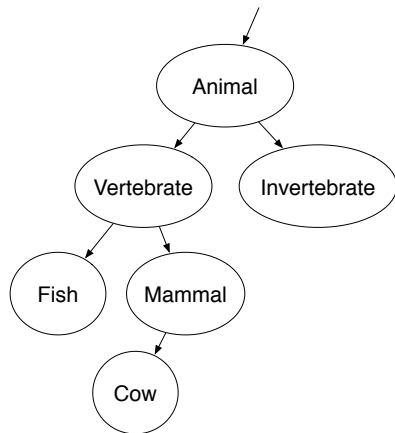 Animal
Vertebrate
Invertebrate
Fish
Mammal
Cow